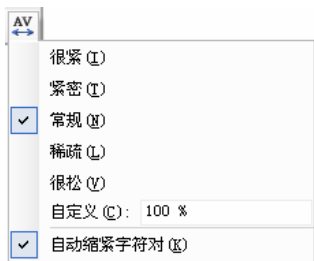 AV
很紧(I)
紧密(T)
常规(N)
稀疏(L)
很松(V)
自定义(C): 100 %
自动缩紧字符对(K)